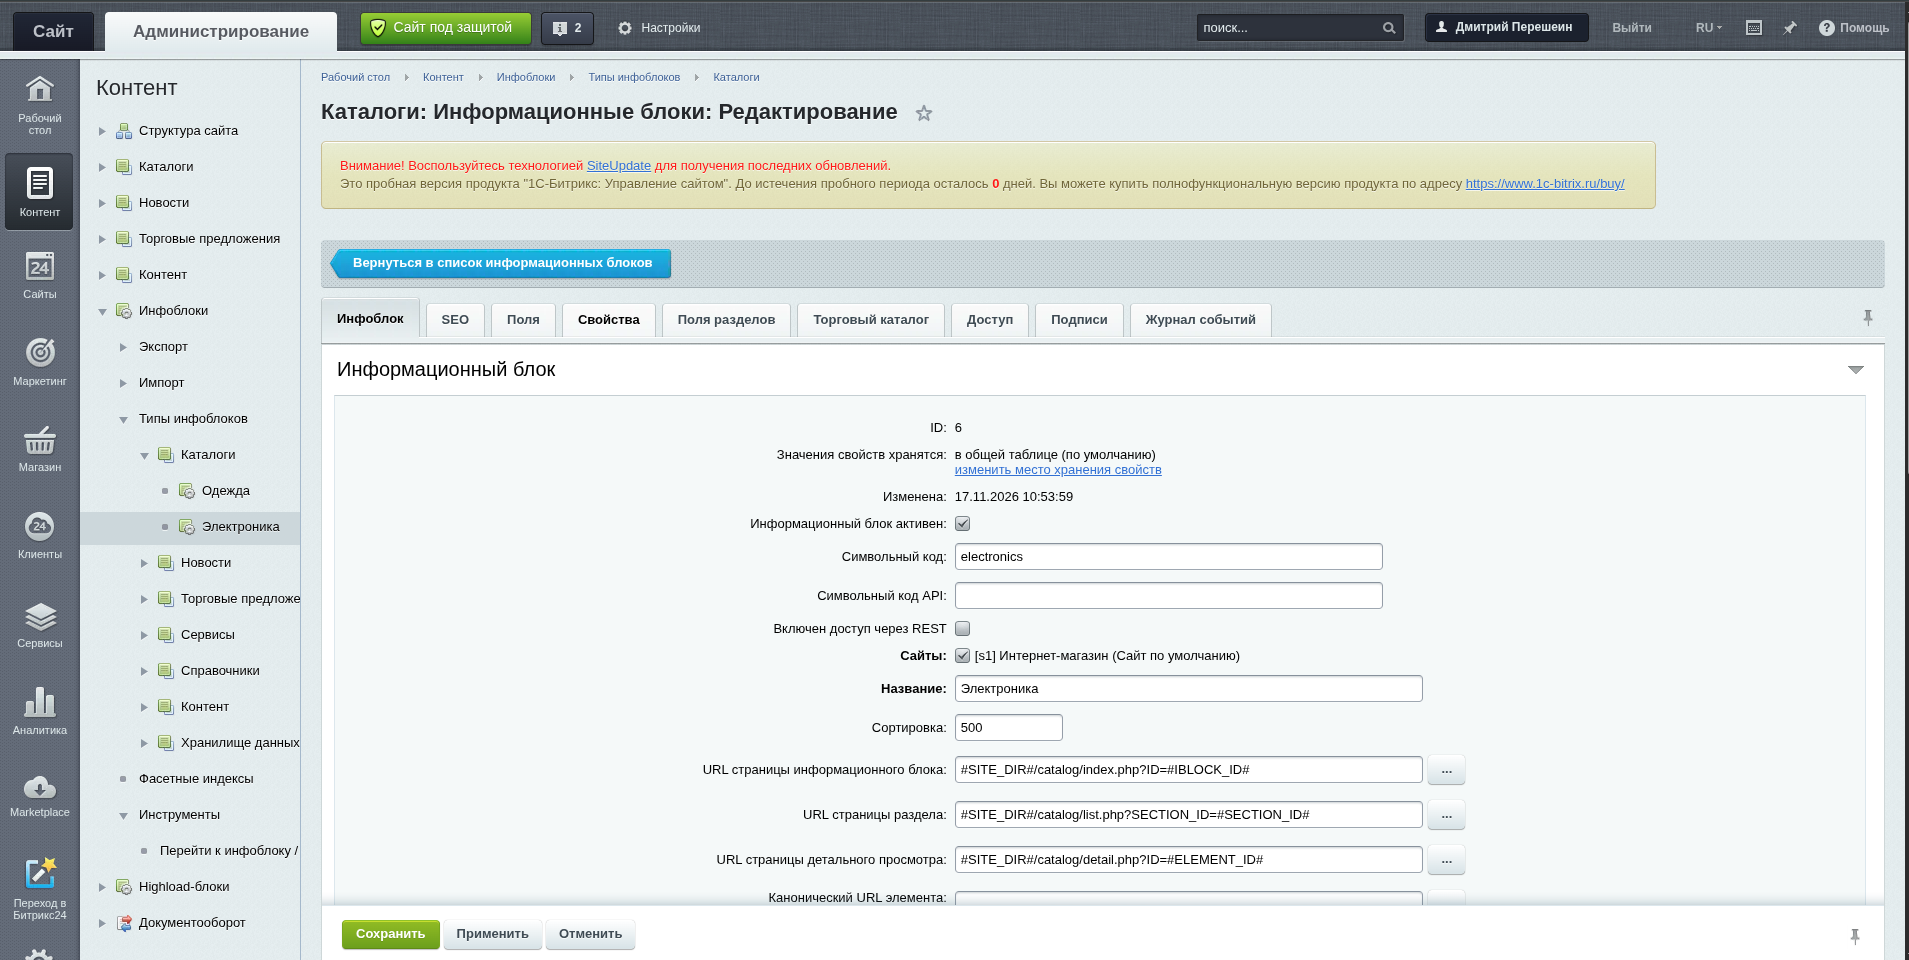 Сайт
Администрирование
Сайт под защитой
2
Настройки
поиск...
Дмитрий Перешеин
Выйти
RU
Помощь
Рабочий стол
Контент
Сайты
24
Маркетинг
Магазин
24
Клиенты
Сервисы
Аналитика
Marketplace
Переход в Битрикс24
Контент
Структура сайта
Каталоги
Новости
Торговые предложения
Контент
Инфоблоки
Экспорт
Импорт
Типы инфоблоков
Каталоги
Одежда
Электроника
Новости
Торговые предложе
Сервисы
Справочники
Контент
Хранилище данных
Фасетные индексы
Инструменты
Перейти к инфоблоку /
Highload-блоки
Документооборот
Рабочий стол Контент Инфоблоки Типы инфоблоков Каталоги
Каталоги: Информационные блоки: Редактирование
Внимание! Воспользуйтесь технологией SiteUpdate для получения последних обновлений.
Это пробная версия продукта "1С-Битрикс: Управление сайтом". До истечения пробного периода осталось 0 дней. Вы можете купить полнофункциональную версию продукта по адресу https://www.1c-bitrix.ru/buy/
Вернуться в список информационных блоков
Инфоблок SEO Поля Свойства Поля разделов Торговый каталог Доступ Подписи Журнал событий
Информационный блок
ID: 6
Значения свойств хранятся: в общей таблице (по умолчанию)
изменить место хранения свойств
Изменена: 17.11.2026 10:53:59
Информационный блок активен:
Символьный код: electronics
Символьный код API:
Включен доступ через REST
Сайты: [s1] Интернет-магазин (Сайт по умолчанию)
Название: Электроника
Сортировка: 500
URL страницы информационного блока: #SITE_DIR#/catalog/index.php?ID=#IBLOCK_ID# ...
URL страницы раздела: #SITE_DIR#/catalog/list.php?SECTION_ID=#SECTION_ID# ...
URL страницы детального просмотра: #SITE_DIR#/catalog/detail.php?ID=#ELEMENT_ID# ...
Канонический URL элемента:
Сохранить Применить Отменить